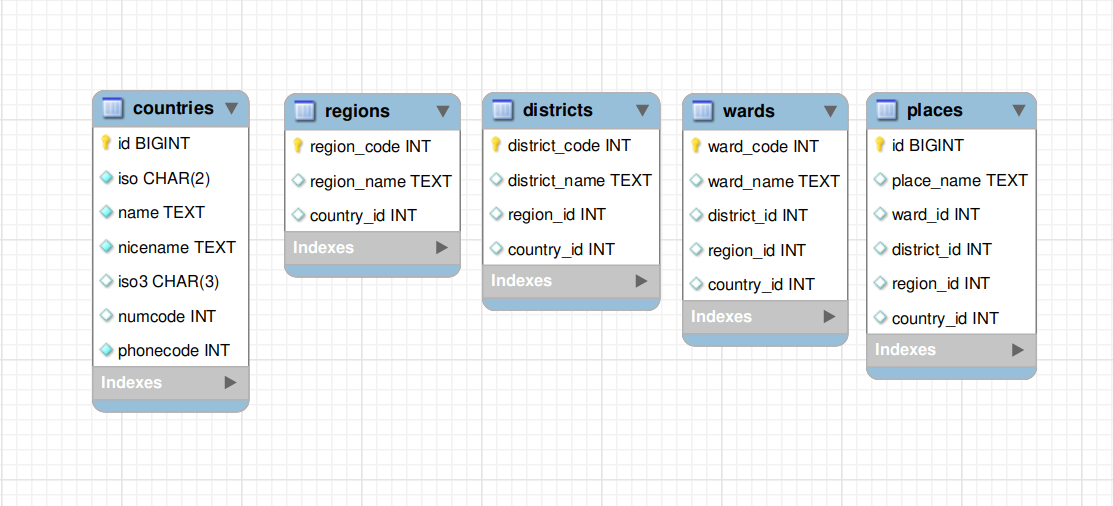 countries
id BIGINT
iso CHAR(2)
name TEXT
nicename TEXT
iso3 CHAR(3)
numcode INT
phonecode INT
Indexes
regions
region_code INT
region_name TEXT
country_id INT
Indexes
districts
district_code INT
district_name TEXT
region_id INT
country_id INT
Indexes
wards
ward_code INT
ward_name TEXT
district_id INT
region_id INT
country_id INT
Indexes
places
id BIGINT
place_name TEXT
ward_id INT
district_id INT
region_id INT
country_id INT
Indexes